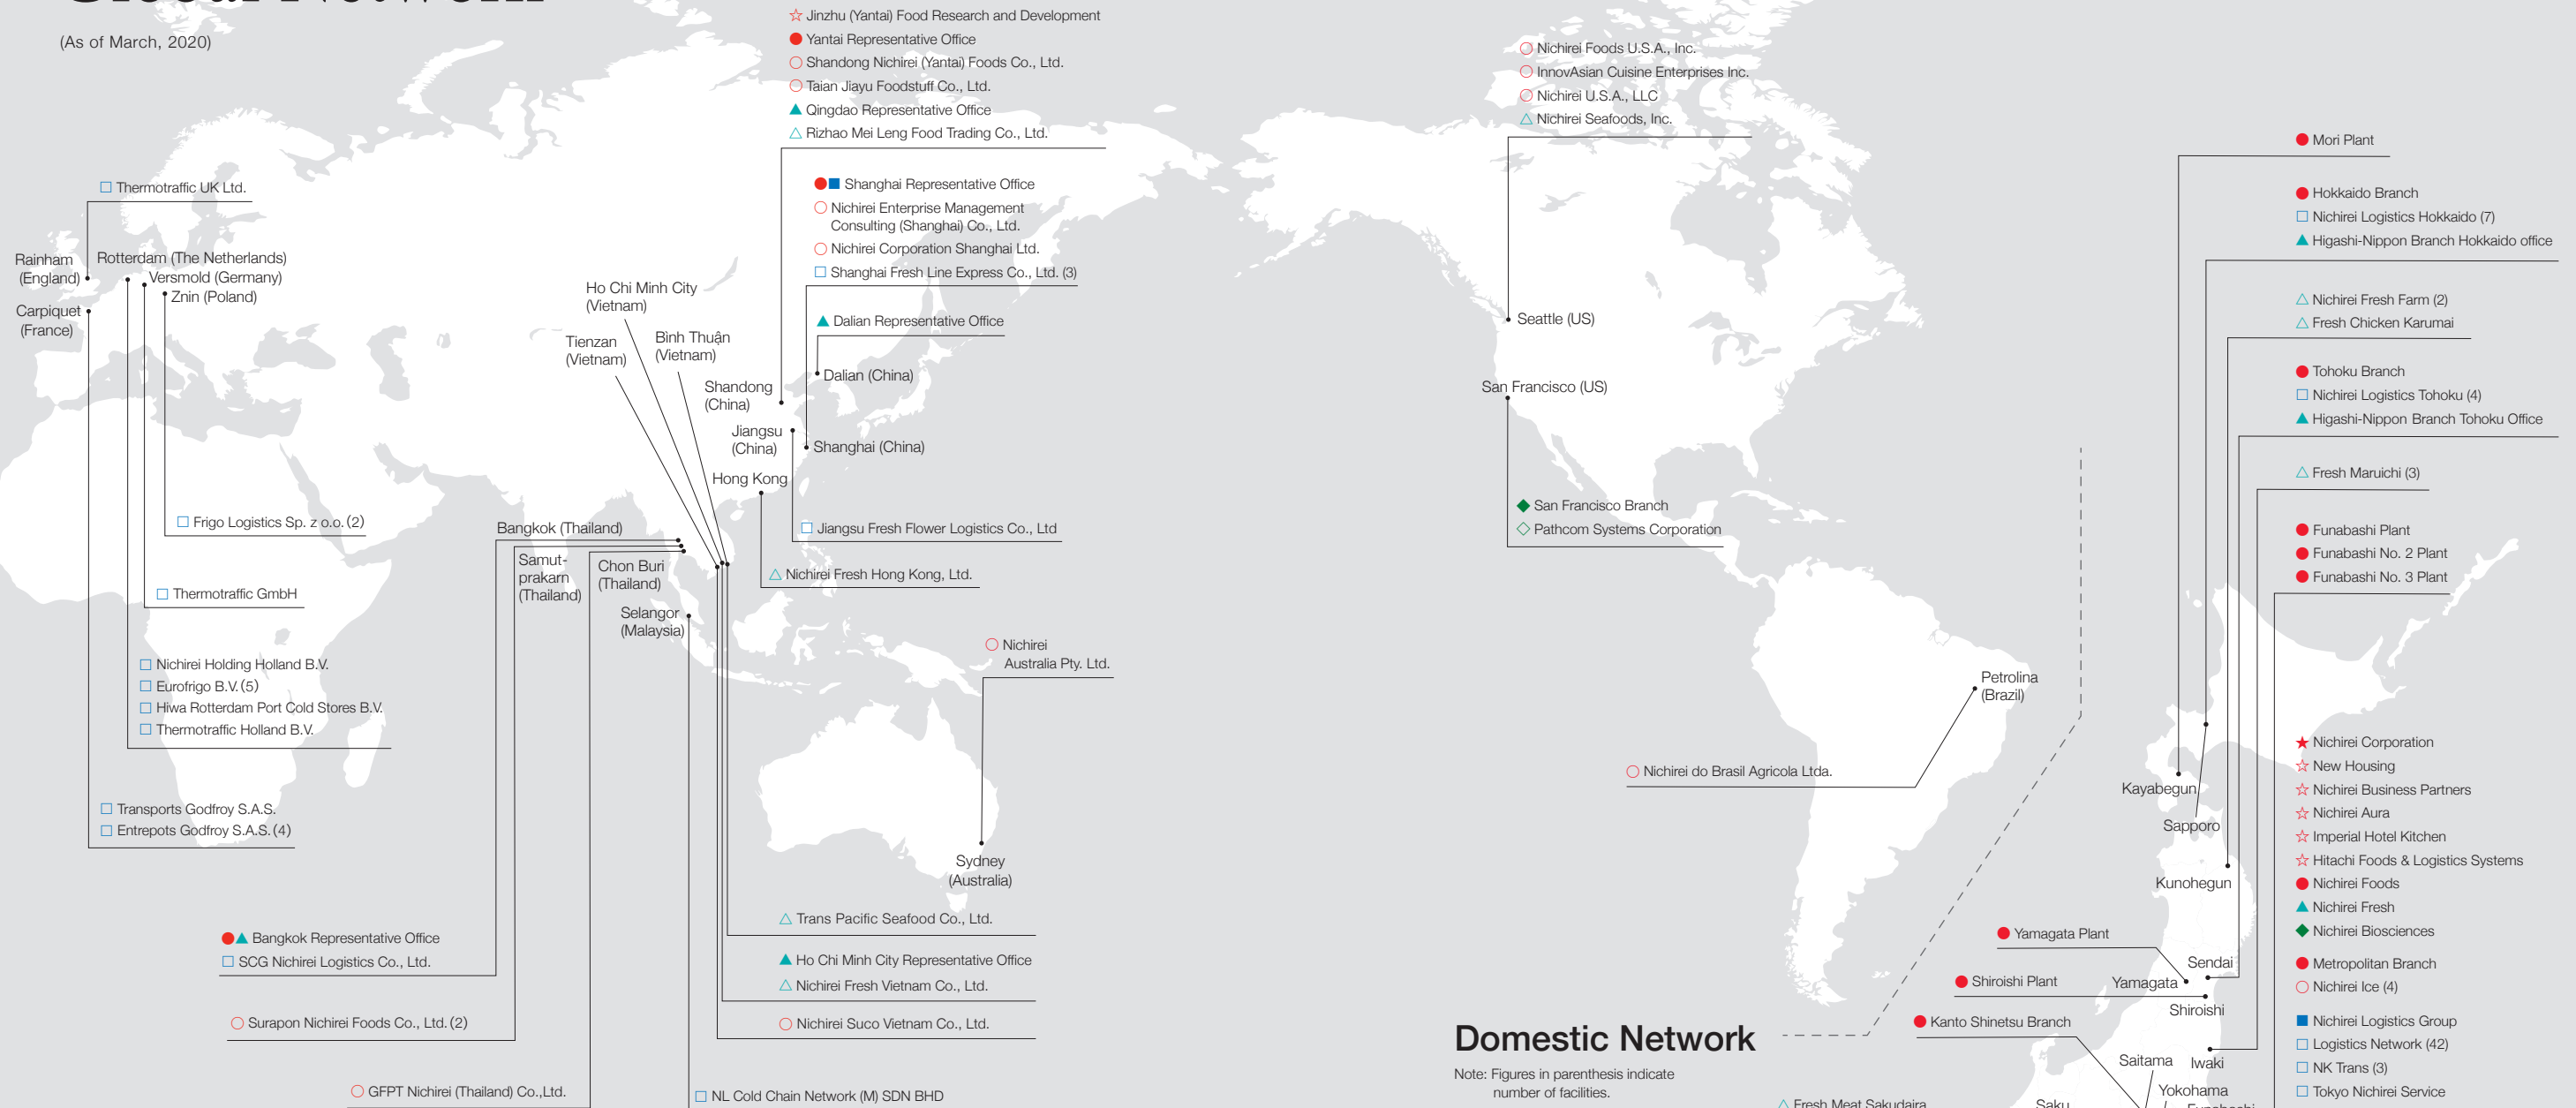 (As of March, 2020)
☆ Jinzhu (Yantai) Food Research and Development
● Yantai Representative Office
○ Shandong Nichirei (Yantai) Foods Co., Ltd.
○ Taian Jiayu Foodstuff Co., Ltd.
▲ Qingdao Representative Office
△ Rizhao Mei Leng Food Trading Co., Ltd.
●■ Shanghai Representative Office
○ Nichirei Enterprise Management
Consulting (Shanghai) Co., Ltd.
○ Nichirei Corporation Shanghai Ltd.
□ Shanghai Fresh Line Express Co., Ltd. (3)
▲ Dalian Representative Office
Dalian (China)
Shandong
(China)
Jiangsu
(China)
Shanghai (China)
Hong Kong
□ Jiangsu Fresh Flower Logistics Co., Ltd
△ Nichirei Fresh Hong Kong, Ltd.
□ Thermotraffic UK Ltd.
Rainham
(England)
Rotterdam (The Netherlands)
Versmold (Germany)
Znin (Poland)
Carpiquet
(France)
□ Frigo Logistics Sp. z o.o. (2)
□ Thermotraffic GmbH
□ Nichirei Holding Holland B.V.
□ Eurofrigo B.V. (5)
□ Hiwa Rotterdam Port Cold Stores B.V.
□ Thermotraffic Holland B.V.
□ Transports Godfroy S.A.S.
□ Entrepots Godfroy S.A.S. (4)
Ho Chi Minh City
(Vietnam)
Tienzan
(Vietnam)
Bình Thuận
(Vietnam)
Bangkok (Thailand)
Samut-
prakarn
(Thailand)
Chon Buri
(Thailand)
Selangor
(Malaysia)
○ Nichirei
Australia Pty. Ltd.
Sydney
(Australia)
●▲ Bangkok Representative Office
□ SCG Nichirei Logistics Co., Ltd.
○ Surapon Nichirei Foods Co., Ltd. (2)
○ GFPT Nichirei (Thailand) Co.,Ltd.
△ Trans Pacific Seafood Co., Ltd.
▲ Ho Chi Minh City Representative Office
△ Nichirei Fresh Vietnam Co., Ltd.
○ Nichirei Suco Vietnam Co., Ltd.
□ NL Cold Chain Network (M) SDN BHD
○ Nichirei Foods U.S.A., Inc.
○ InnovAsian Cuisine Enterprises Inc.
○ Nichirei U.S.A., LLC
△ Nichirei Seafoods, Inc.
Seattle (US)
San Francisco (US)
◆ San Francisco Branch
◇ Pathcom Systems Corporation
Petrolina
(Brazil)
○ Nichirei do Brasil Agricola Ltda.
Domestic Network
Note: Figures in parenthesis indicate
number of facilities.
● Mori Plant
● Hokkaido Branch
□ Nichirei Logistics Hokkaido (7)
▲ Higashi-Nippon Branch Hokkaido office
△ Nichirei Fresh Farm (2)
△ Fresh Chicken Karumai
● Tohoku Branch
□ Nichirei Logistics Tohoku (4)
▲ Higashi-Nippon Branch Tohoku Office
△ Fresh Maruichi (3)
● Funabashi Plant
● Funabashi No. 2 Plant
● Funabashi No. 3 Plant
★ Nichirei Corporation
☆ New Housing
☆ Nichirei Business Partners
☆ Nichirei Aura
☆ Imperial Hotel Kitchen
☆ Hitachi Foods & Logistics Systems
● Nichirei Foods
▲ Nichirei Fresh
◆ Nichirei Biosciences
● Metropolitan Branch
○ Nichirei Ice (4)
■ Nichirei Logistics Group
□ Logistics Network (42)
□ NK Trans (3)
□ Tokyo Nichirei Service
Kayabegun
Sapporo
Kunohegun
● Yamagata Plant
Sendai
● Shiroishi Plant
Yamagata
Shiroishi
● Kanto Shinetsu Branch
Saitama
Iwaki
Yokohama
△ Fresh Meat Sakudaira
Saku